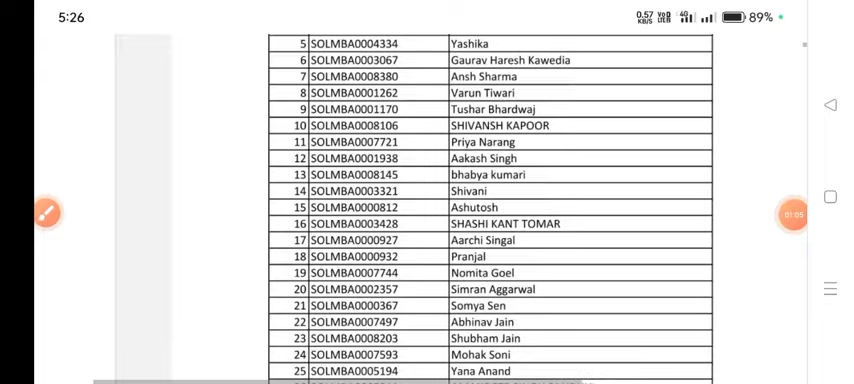 5:26 0.57 KB/S Vo LTE 4G 89%
5 SOLMBA0004334 Yashika
6 SOLMBA0003067 Gaurav Haresh Kawedia
7 SOLMBA0008380 Ansh Sharma
8 SOLMBA0001262 Varun Tiwari
9 SOLMBA0001170 Tushar Bhardwaj
10 SOLMBA0008106 SHIVANSH KAPOOR
11 SOLMBA0007721 Priya Narang
12 SOLMBA0001938 Aakash Singh
13 SOLMBA0008145 bhabya kumari
14 SOLMBA0003321 Shivani
15 SOLMBA0000812 Ashutosh
16 SOLMBA0003428 SHASHI KANT TOMAR
17 SOLMBA0000927 Aarchi Singal
18 SOLMBA0000932 Pranjal
19 SOLMBA0007744 Nomita Goel
20 SOLMBA0002357 Simran Aggarwal
21 SOLMBA0000367 Somya Sen
22 SOLMBA0007497 Abhinav Jain
23 SOLMBA0008203 Shubham Jain
24 SOLMBA0007593 Mohak Soni
25 SOLMBA0005194 Yana Anand
01:05